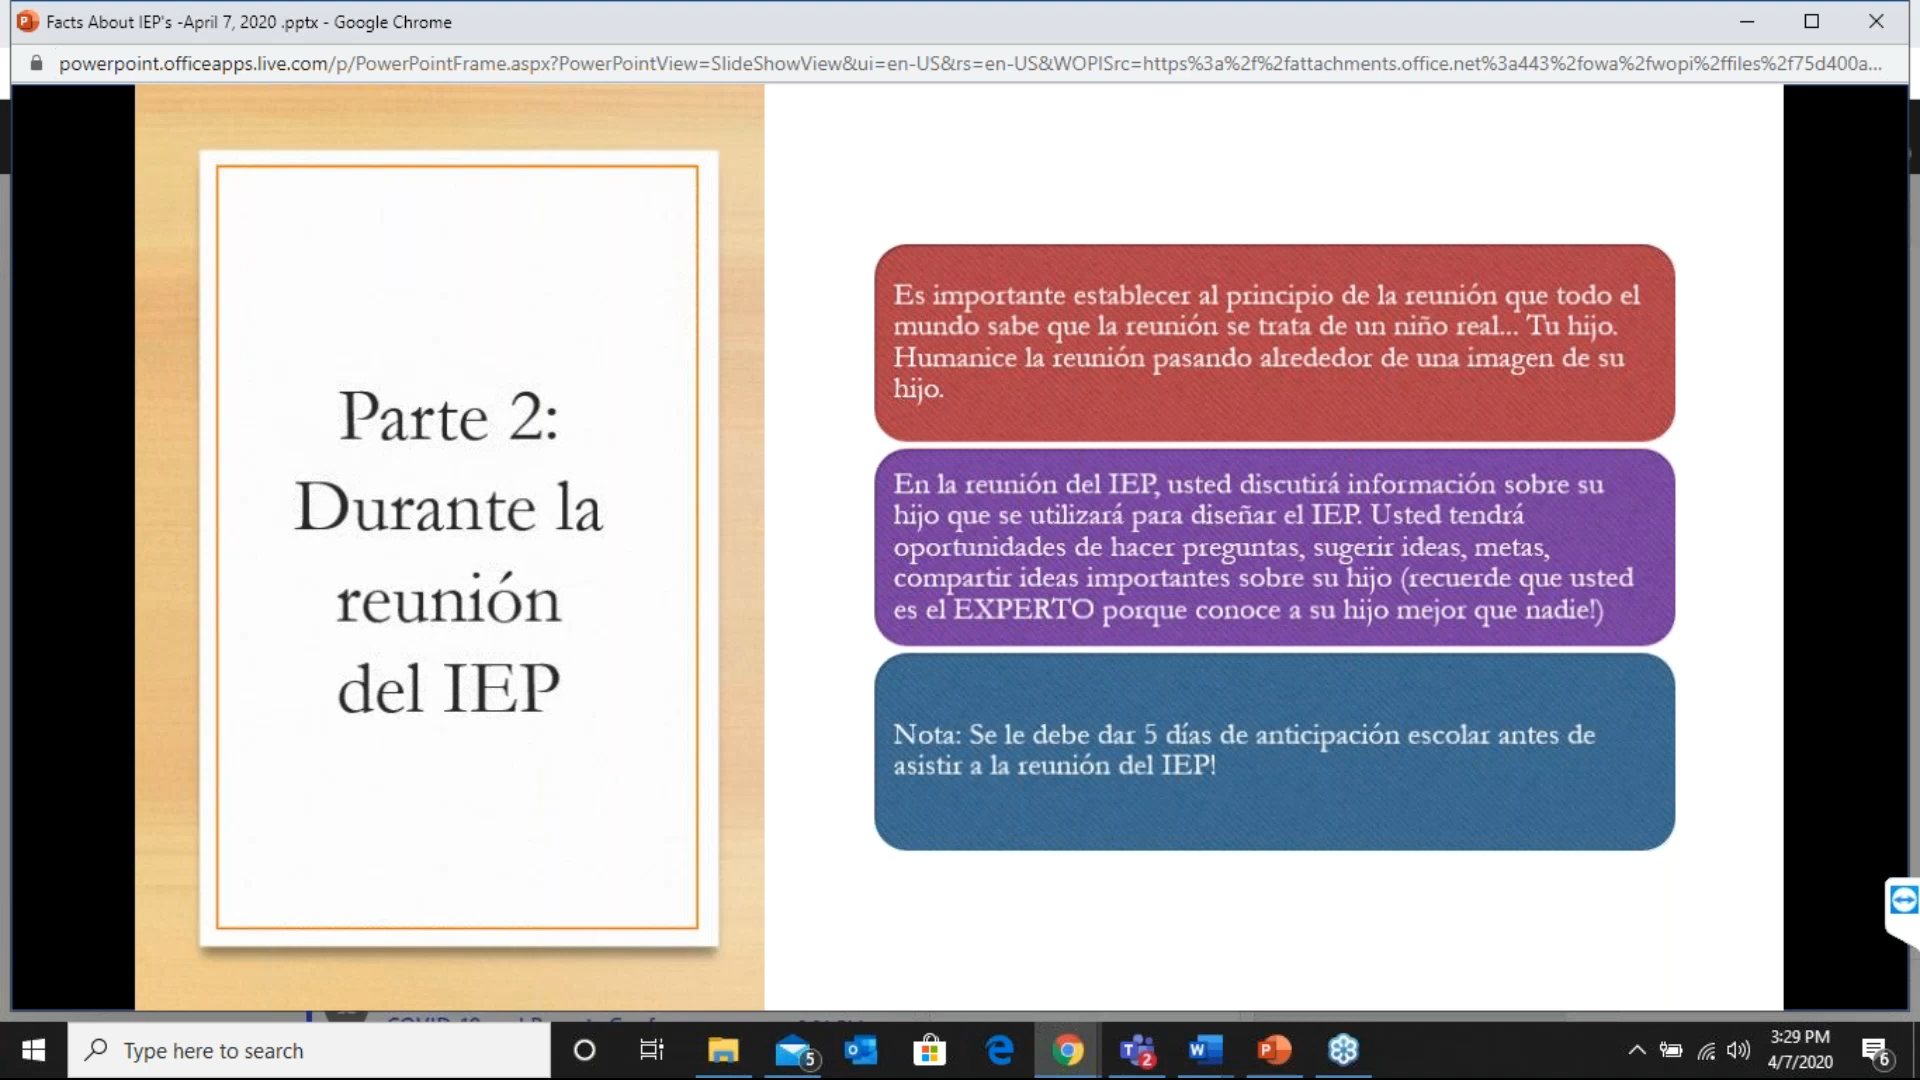 Facts About IEP's -April 7, 2020 .pptx - Google Chrome
powerpoint.officeapps.live.com/p/PowerPointFrame.aspx?PowerPointView=SlideShowView&ui=en-US&rs=en-US&WOPISrc=https%3a%2f%2fattachments.office.net%3a443%2fowa%2fwopi%2ffiles%2f75d400a...
Parte 2:
Durante la
reunión
del IEP
Es importante establecer al principio de la reunión que todo el
mundo sabe que la reunión se trata de un niño real... Tu hijo.
Humanice la reunión pasando alrededor de una imagen de su
hijo.
En la reunión del IEP, usted discutirá información sobre su
hijo que se utilizará para diseñar el IEP. Usted tendrá
oportunidades de hacer preguntas, sugerir ideas, metas,
compartir ideas importantes sobre su hijo (recuerde que usted
es el EXPERTO porque conoce a su hijo mejor que nadie!)
Nota: Se le debe dar 5 días de anticipación escolar antes de
asistir a la reunión del IEP!
Type here to search
5
2
3:29 PM
4/7/2020
6